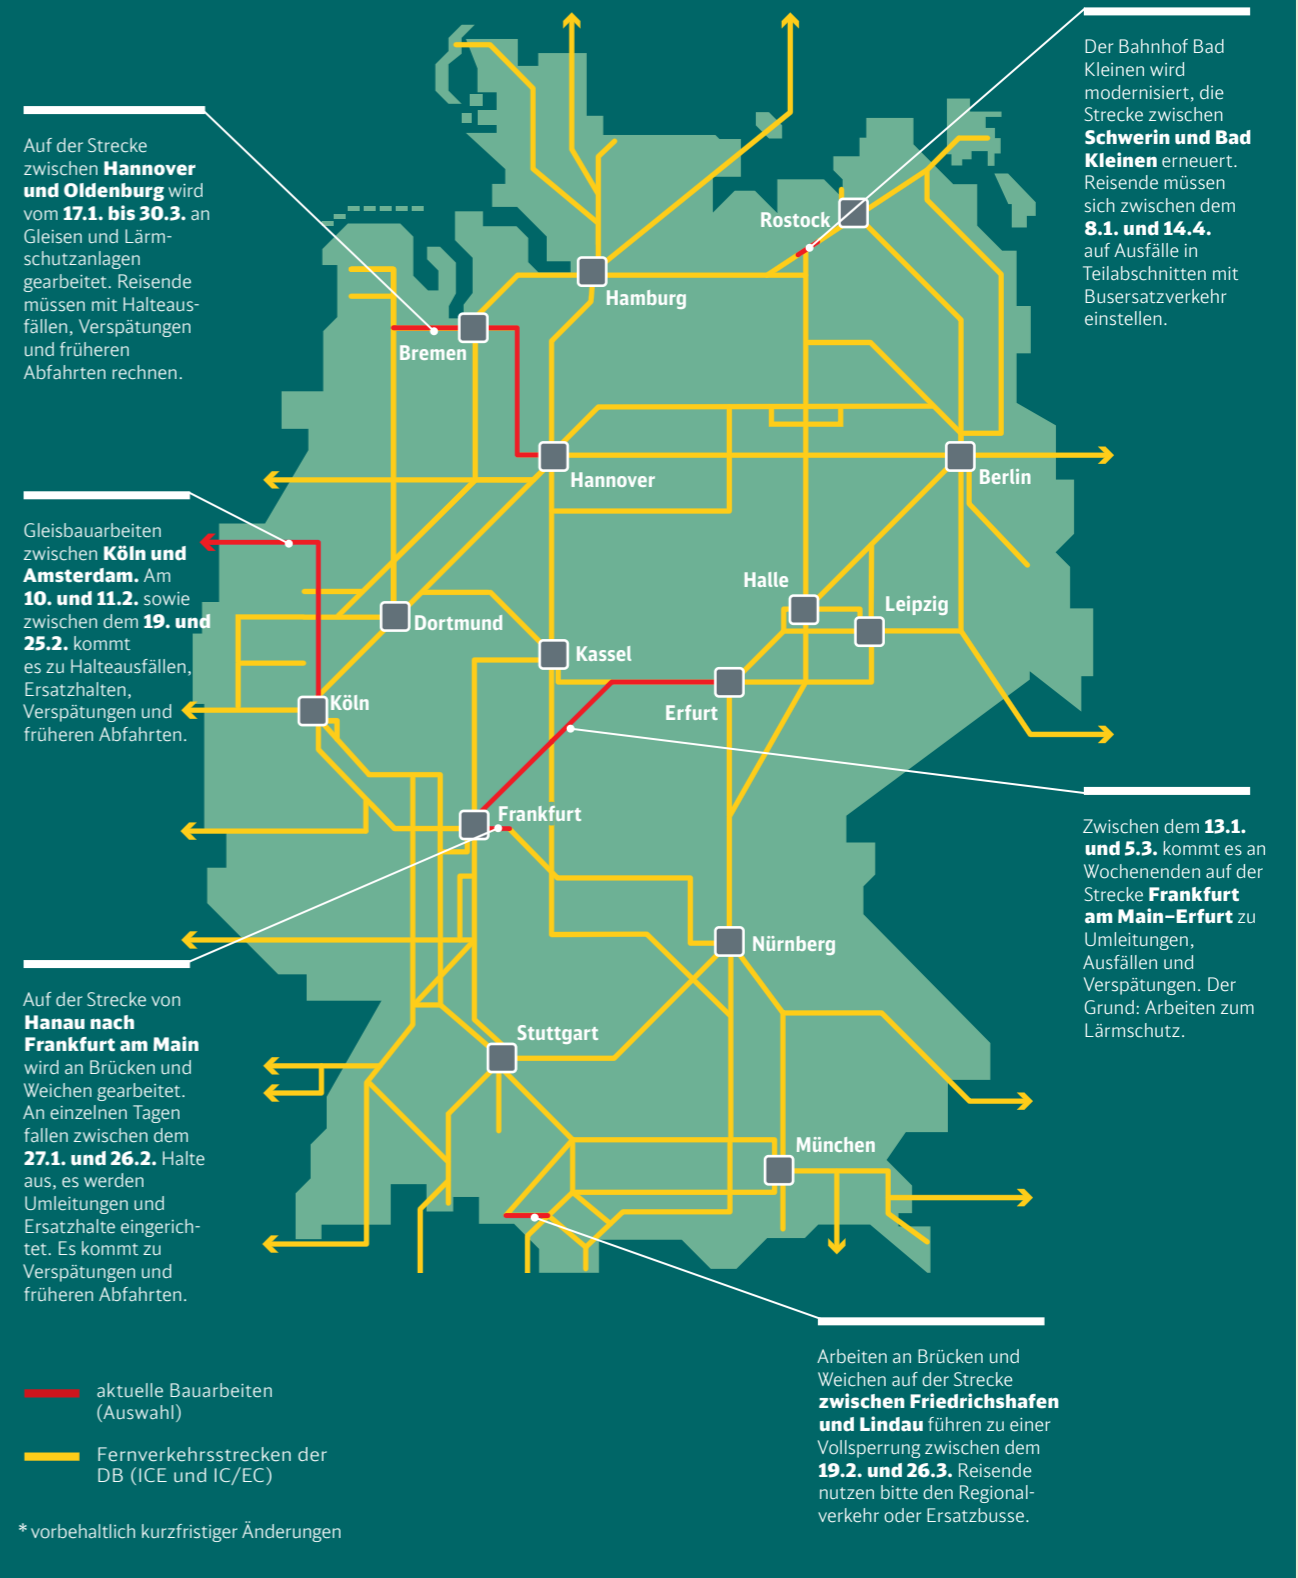 Auf der Strecke
zwischen Hannover
und Oldenburg wird
vom 17.1. bis 30.3. an
Gleisen und Lärm-
schutzanlagen
gearbeitet. Reisende
müssen mit Halteaus-
fällen, Verspätungen
und früheren
Abfahrten rechnen.
Gleisbauarbeiten
zwischen Köln und
Amsterdam. Am
10. und 11.2. sowie
zwischen dem 19. und
25.2. kommt
es zu Halteausfällen,
Ersatzhalten,
Verspätungen und
früheren Abfahrten.
Auf der Strecke von
Hanau nach
Frankfurt am Main
wird an Brücken und
Weichen gearbeitet.
An einzelnen Tagen
fallen zwischen dem
27.1. und 26.2. Halte
aus, es werden
Umleitungen und
Ersatzhalte eingerich-
tet. Es kommt zu
Verspätungen und
früheren Abfahrten.
Der Bahnhof Bad
Kleinen wird
modernisiert, die
Strecke zwischen
Schwerin und Bad
Kleinen erneuert.
Reisende müssen
sich zwischen dem
8.1. und 14.4.
auf Ausfälle in
Teilabschnitten mit
Busersatzverkehr
einstellen.
Zwischen dem 13.1.
und 5.3. kommt es an
Wochenenden auf der
Strecke Frankfurt
am Main–Erfurt zu
Umleitungen,
Ausfällen und
Verspätungen. Der
Grund: Arbeiten zum
Lärmschutz.
Arbeiten an Brücken und
Weichen auf der Strecke
zwischen Friedrichshafen
und Lindau führen zu einer
Vollsperrung zwischen dem
19.2. und 26.3. Reisende
nutzen bitte den Regional-
verkehr oder Ersatzbusse.
Rostock
Hamburg
Bremen
Hannover
Berlin
Halle
Leipzig
Dortmund
Kassel
Köln
Erfurt
Frankfurt
Nürnberg
Stuttgart
München
aktuelle Bauarbeiten
(Auswahl)
Fernverkehrsstrecken der
DB (ICE und IC/EC)
* vorbehaltlich kurzfristiger Änderungen